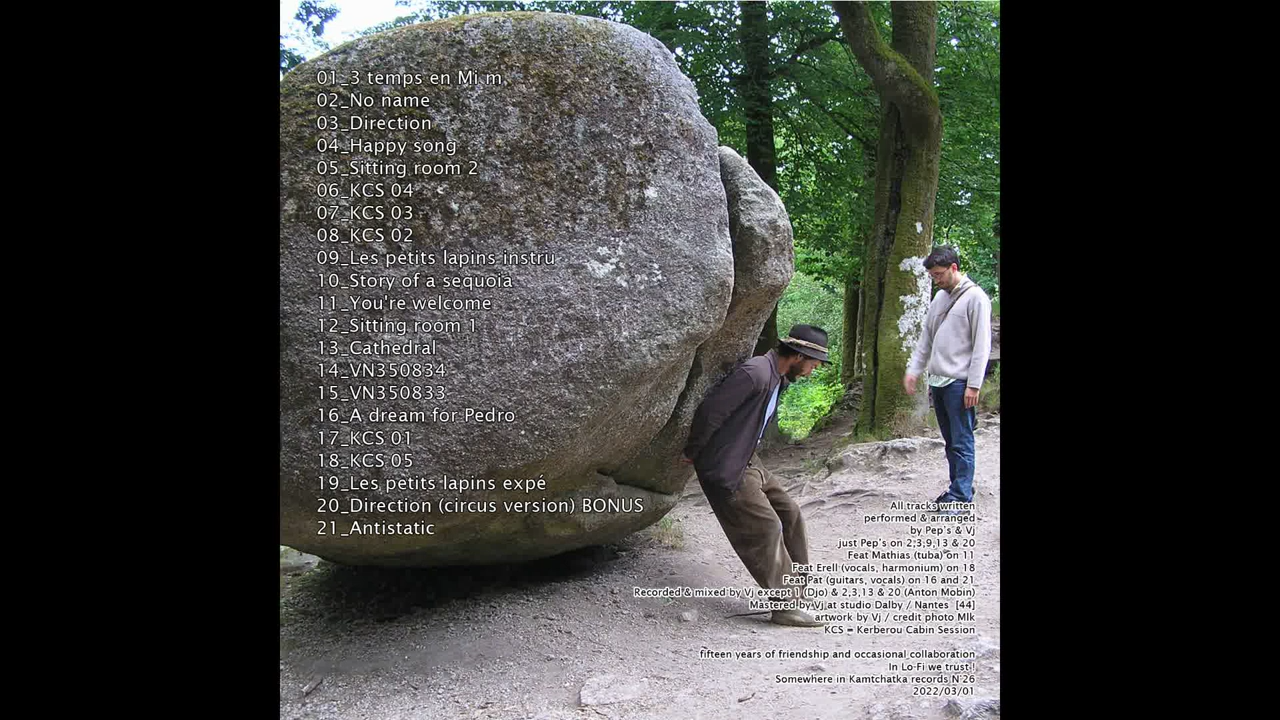 01_3 temps en Mi m
02_No name
03_Direction
04_Happy song
05_Sitting room 2
06_KCS 04
07_KCS 03
08_KCS 02
09_Les petits lapins instru
10_Story of a sequoia
11_You're welcome
12_Sitting room 1
13_Cathedral
14_VN350834
15_VN350833
16_A dream for Pedro
17_KCS 01
18_KCS 05
19_Les petits lapins expé
20_Direction (circus version) BONUS
21_Antistatic
All tracks written
performed & arranged
by Pep's & Vj
just Pep's on 2,3,9,13 & 20
Feat Mathias (tuba) on 11
Feat Erell (vocals, harmonium) on 18
Feat Pat (guitars, vocals) on 16 and 21
Recorded & mixed by Vj except 1 (Djo) & 2,3,13 & 20 (Anton Mobin)
Mastered by Vj at studio Dalby / Nantes [44]
artwork by Vj / credit photo Mlk
KCS = Kerberou Cabin Session
fifteen years of friendship and occasional collaboration
In Lo-Fi we trust !
Somewhere in Kamtchatka records N°26
2022/03/01